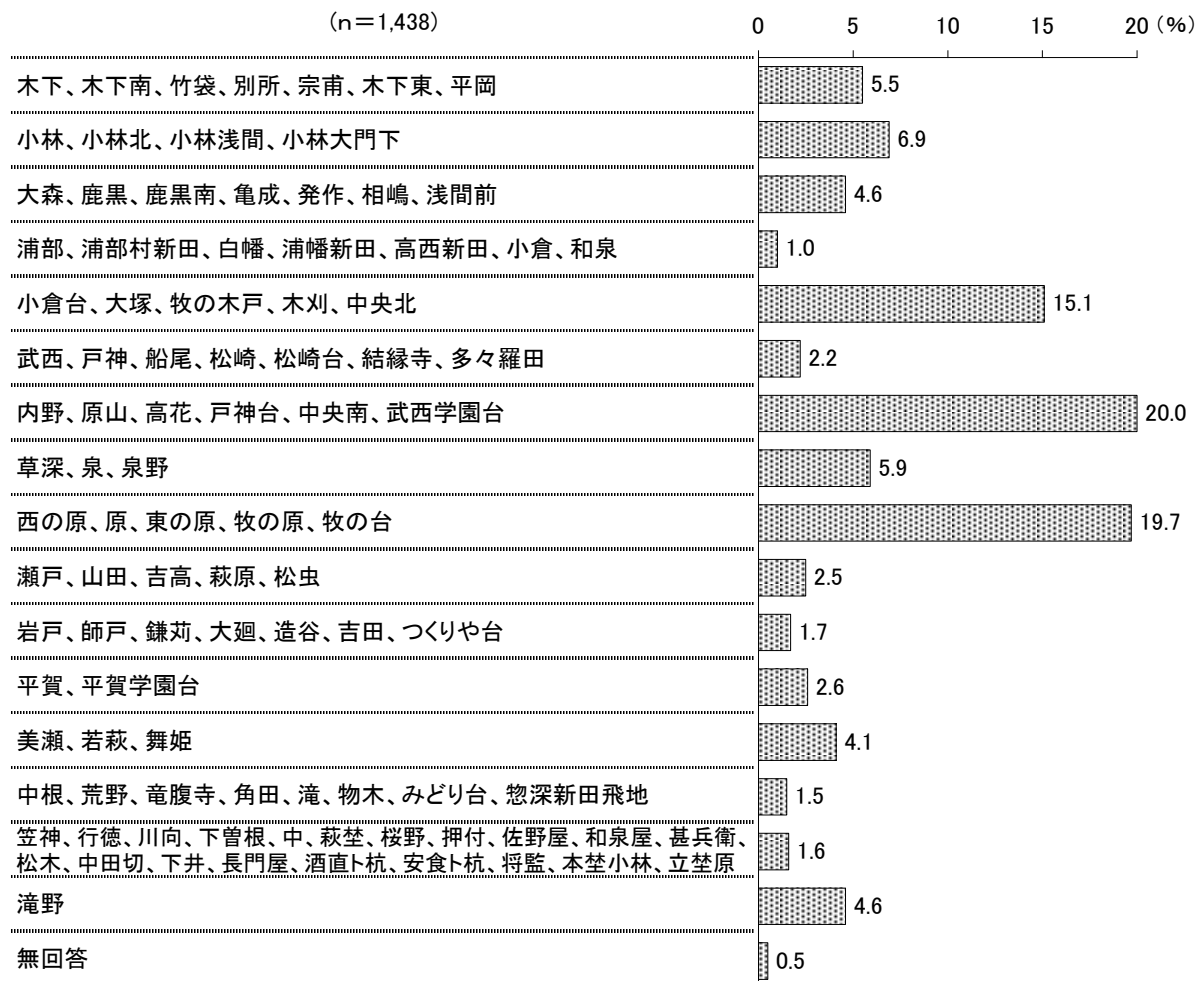 (n＝1,438)
0 5 10 15 20 (%)
木下、木下南、竹袋、別所、宗甫、木下東、平岡 5.5
小林、小林北、小林浅間、小林大門下 6.9
大森、鹿黒、鹿黒南、亀成、発作、相嶋、浅間前 4.6
浦部、浦部村新田、白幡、浦幡新田、高西新田、小倉、和泉 1.0
小倉台、大塚、牧の木戸、木刈、中央北 15.1
武西、戸神、船尾、松崎、松崎台、結縁寺、多々羅田 2.2
内野、原山、高花、戸神台、中央南、武西学園台 20.0
草深、泉、泉野 5.9
西の原、原、東の原、牧の原、牧の台 19.7
瀬戸、山田、吉高、萩原、松虫 2.5
岩戸、師戸、鎌苅、大廻、造谷、吉田、つくりや台 1.7
平賀、平賀学園台 2.6
美瀬、若萩、舞姫 4.1
中根、荒野、竜腹寺、角田、滝、物木、みどり台、惣深新田飛地 1.5
笠神、行徳、川向、下曽根、中、萩埜、桜野、押付、佐野屋、和泉屋、甚兵衛、
松木、中田切、下井、長門屋、酒直ト杭、安食ト杭、将監、本埜小林、立埜原 1.6
滝野 4.6
無回答 0.5